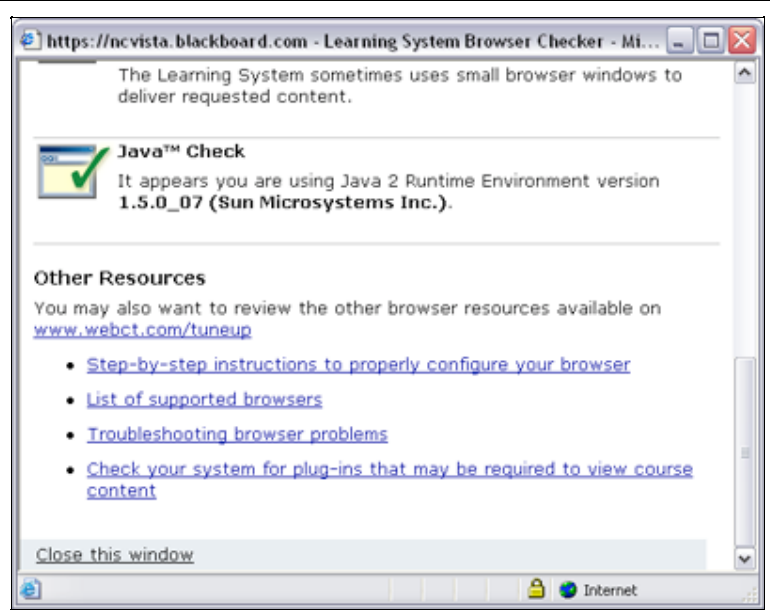 https://ncvista.blackboard.com - Learning System Browser Checker - Mi...
The Learning System sometimes uses small browser windows to
deliver requested content.
Java™ Check
It appears you are using Java 2 Runtime Environment version
1.5.0_07 (Sun Microsystems Inc.).
Other Resources
You may also want to review the other browser resources available on
www.webct.com/tuneup
• Step-by-step instructions to properly configure your browser
• List of supported browsers
• Troubleshooting browser problems
• Check your system for plug-ins that may be required to view course
content
Close this window
Internet